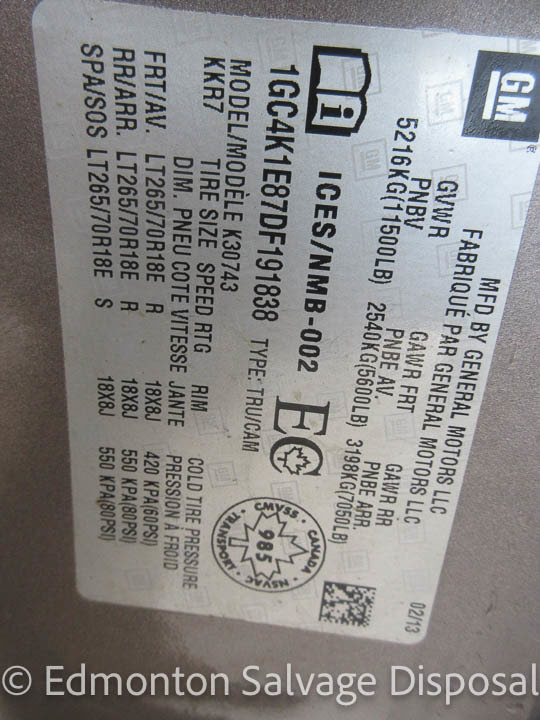 GM
MFD BY GENERAL MOTORS LLC 02/13
FABRIQUÉ PAR GENERAL MOTORS LLC
GVWR GAWR FRT GAWR RR
PNBV PNBE AV. PNBE ARR.
5216KG(11500LB) 2540KG(5600LB) 3198KG(7050LB)
i ICES/NMB-002 EC
CANADA
CMVSS · NSVAC
985
TRANSPORT
1GC4K1E87DF191838 TYPE: TRU/CAM
MODEL/MODÈLE K30743
KKR7 TIRE SIZE SPEED RTG RIM COLD TIRE PRESSURE
DIM. PNEU COTE VITESSE JANTE PRESSION À FROID
FRT/AV. LT265/70R18E R 18X8J 420 KPA(60PSI)
RR/ARR. LT265/70R18E R 18X8J 550 KPA(80PSI)
SPA/SOS LT265/70R18E S 18X8J 550 KPA(80PSI)
© Edmonton Salvage Disposal